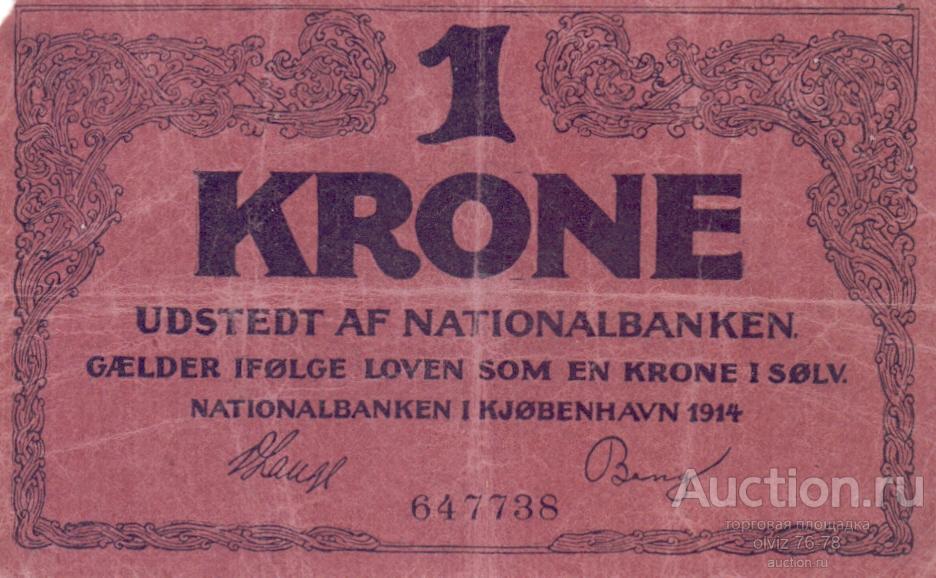 1
KRONE
UDSTEDT AF NATIONALBANKEN.
GÆLDER IFØLGE LOVEN SOM EN KRONE I SØLV.
NATIONALBANKEN I KJØBENHAVN 1914
VLange
647738
Auction.ru
торговая площадка
olviz 76-78
auction.ru